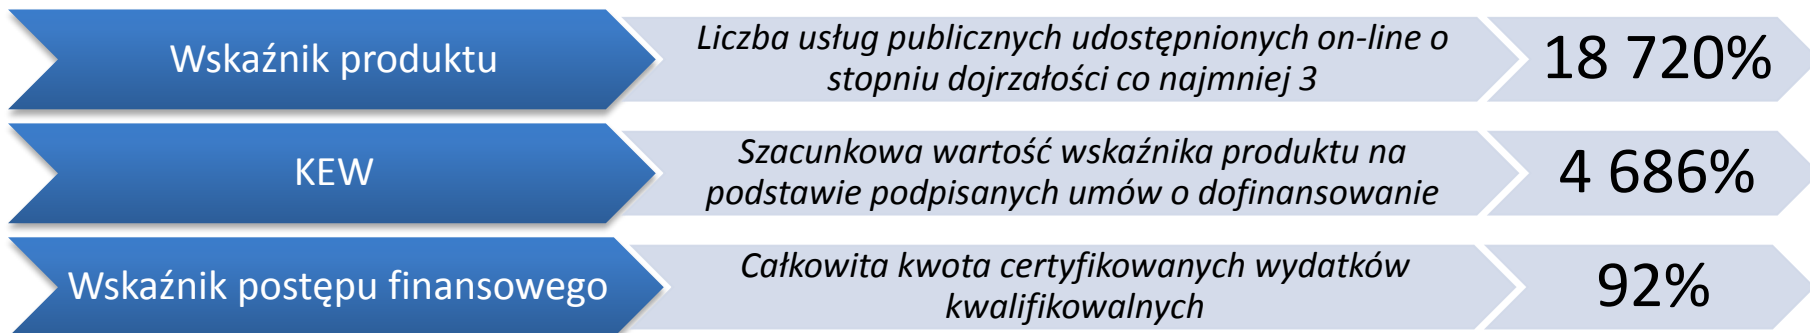 Wskaźnik produktu
Liczba usług publicznych udostępnionych on-line o
stopniu dojrzałości co najmniej 3
18 720%
KEW
Szacunkowa wartość wskaźnika produktu na
podstawie podpisanych umów o dofinansowanie
4 686%
Wskaźnik postępu finansowego
Całkowita kwota certyfikowanych wydatków
kwalifikowalnych
92%